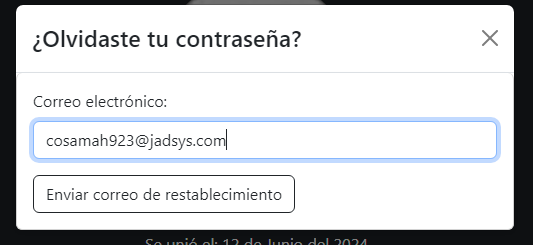 ¿Olvidaste tu contraseña?
Correo electrónico:
cosamah923@jadsys.com
Enviar correo de restablecimiento
Se unió el: 12 de Junio del 2024